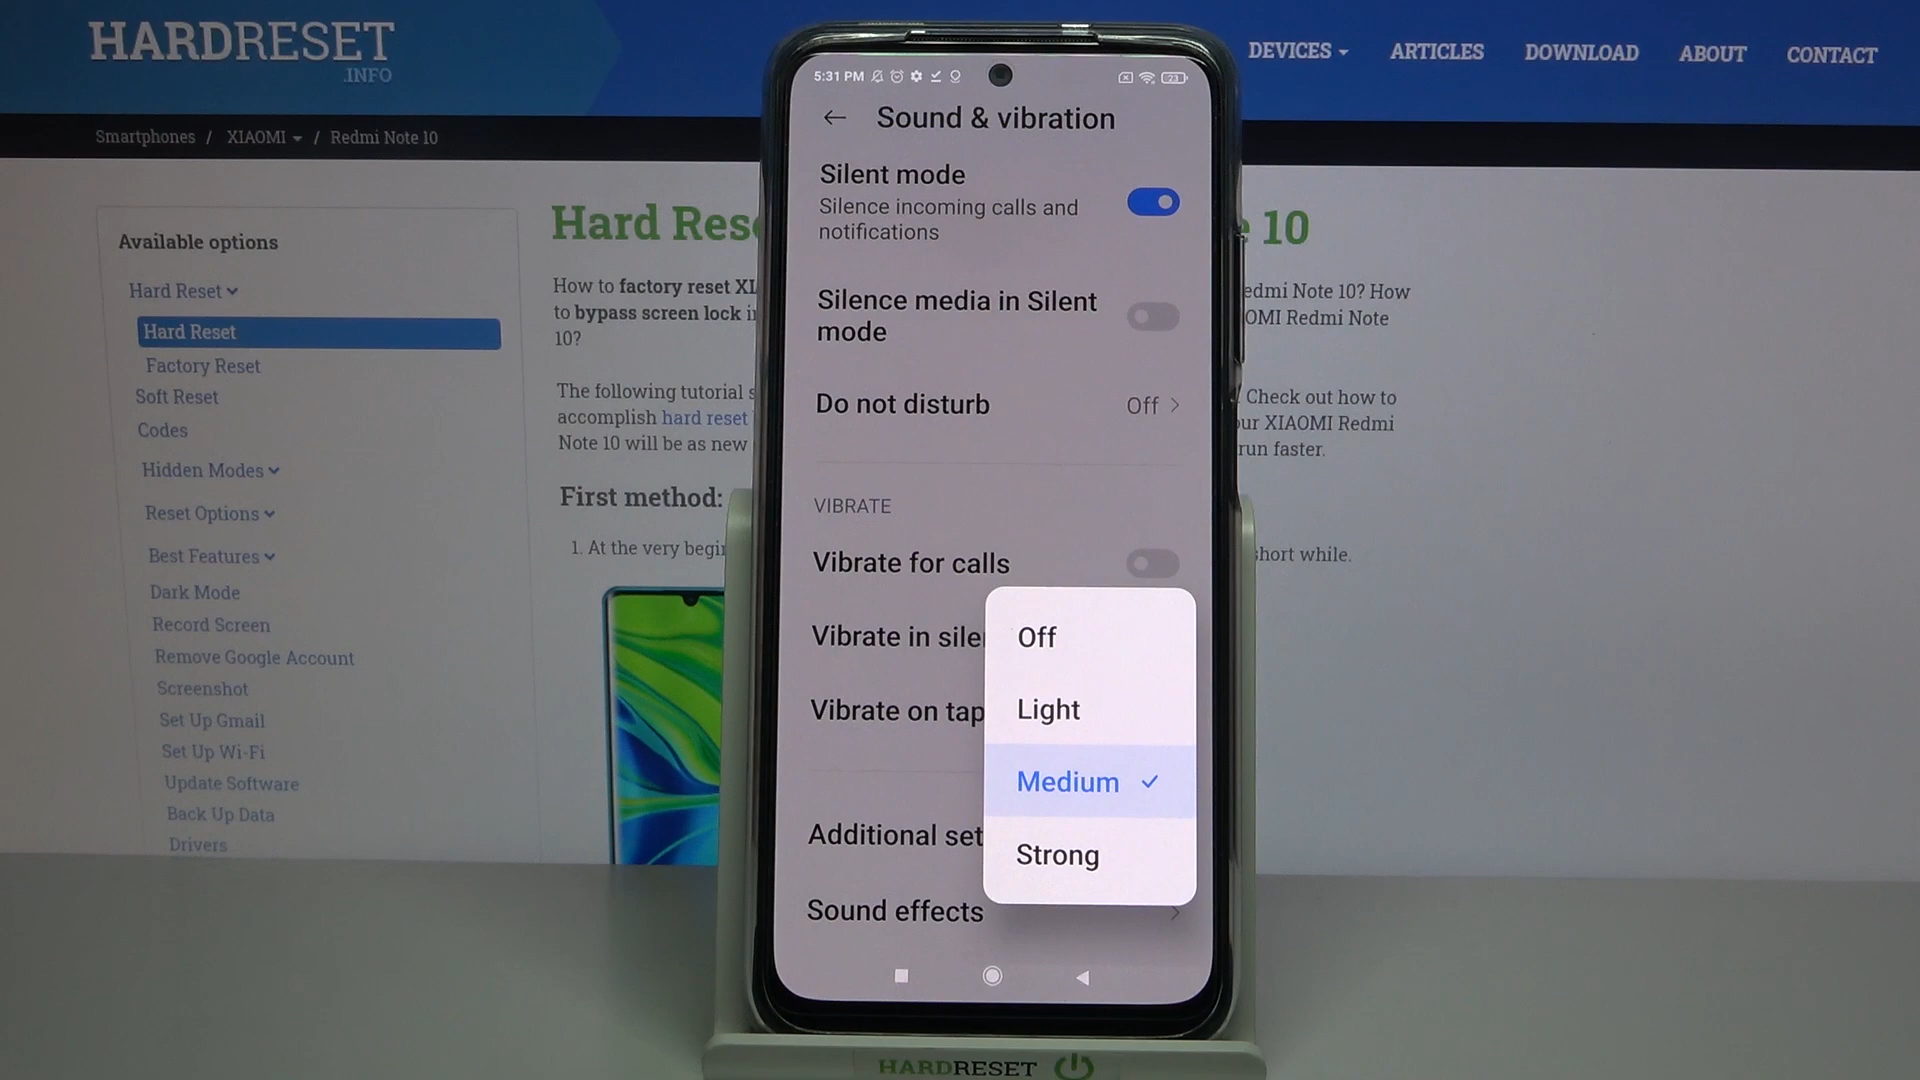 HARDRESET
.INFO
DEVICES
ARTICLES
DOWNLOAD
ABOUT
CONTACT
Smartphones / XIAOMI / Redmi Note 10
Available options
Hard Reset
Hard Reset
Factory Reset
Soft Reset
Codes
Hidden Modes
Reset Options
Best Features
Dark Mode
Record Screen
Remove Google Account
Screenshot
Set Up Gmail
Set Up Wi-Fi
Update Software
Back Up Data
Drivers
Hard Res
e 10
How to factory reset XI
edmi Note 10? How
to bypass screen lock i
OMI Redmi Note
10?
The following tutorial s
Check out how to
accomplish hard reset
ur XIAOMI Redmi
Note 10 will be as new
run faster.
First method:
1. At the very begin
short while.
5:31 PM
23
Sound & vibration
Silent mode
Silence incoming calls and
notifications
Silence media in Silent
mode
Do not disturb
Off
VIBRATE
Vibrate for calls
Vibrate in siler
Vibrate on tap
Additional set
Sound effects
Off
Light
Medium
Strong
HARDRESET